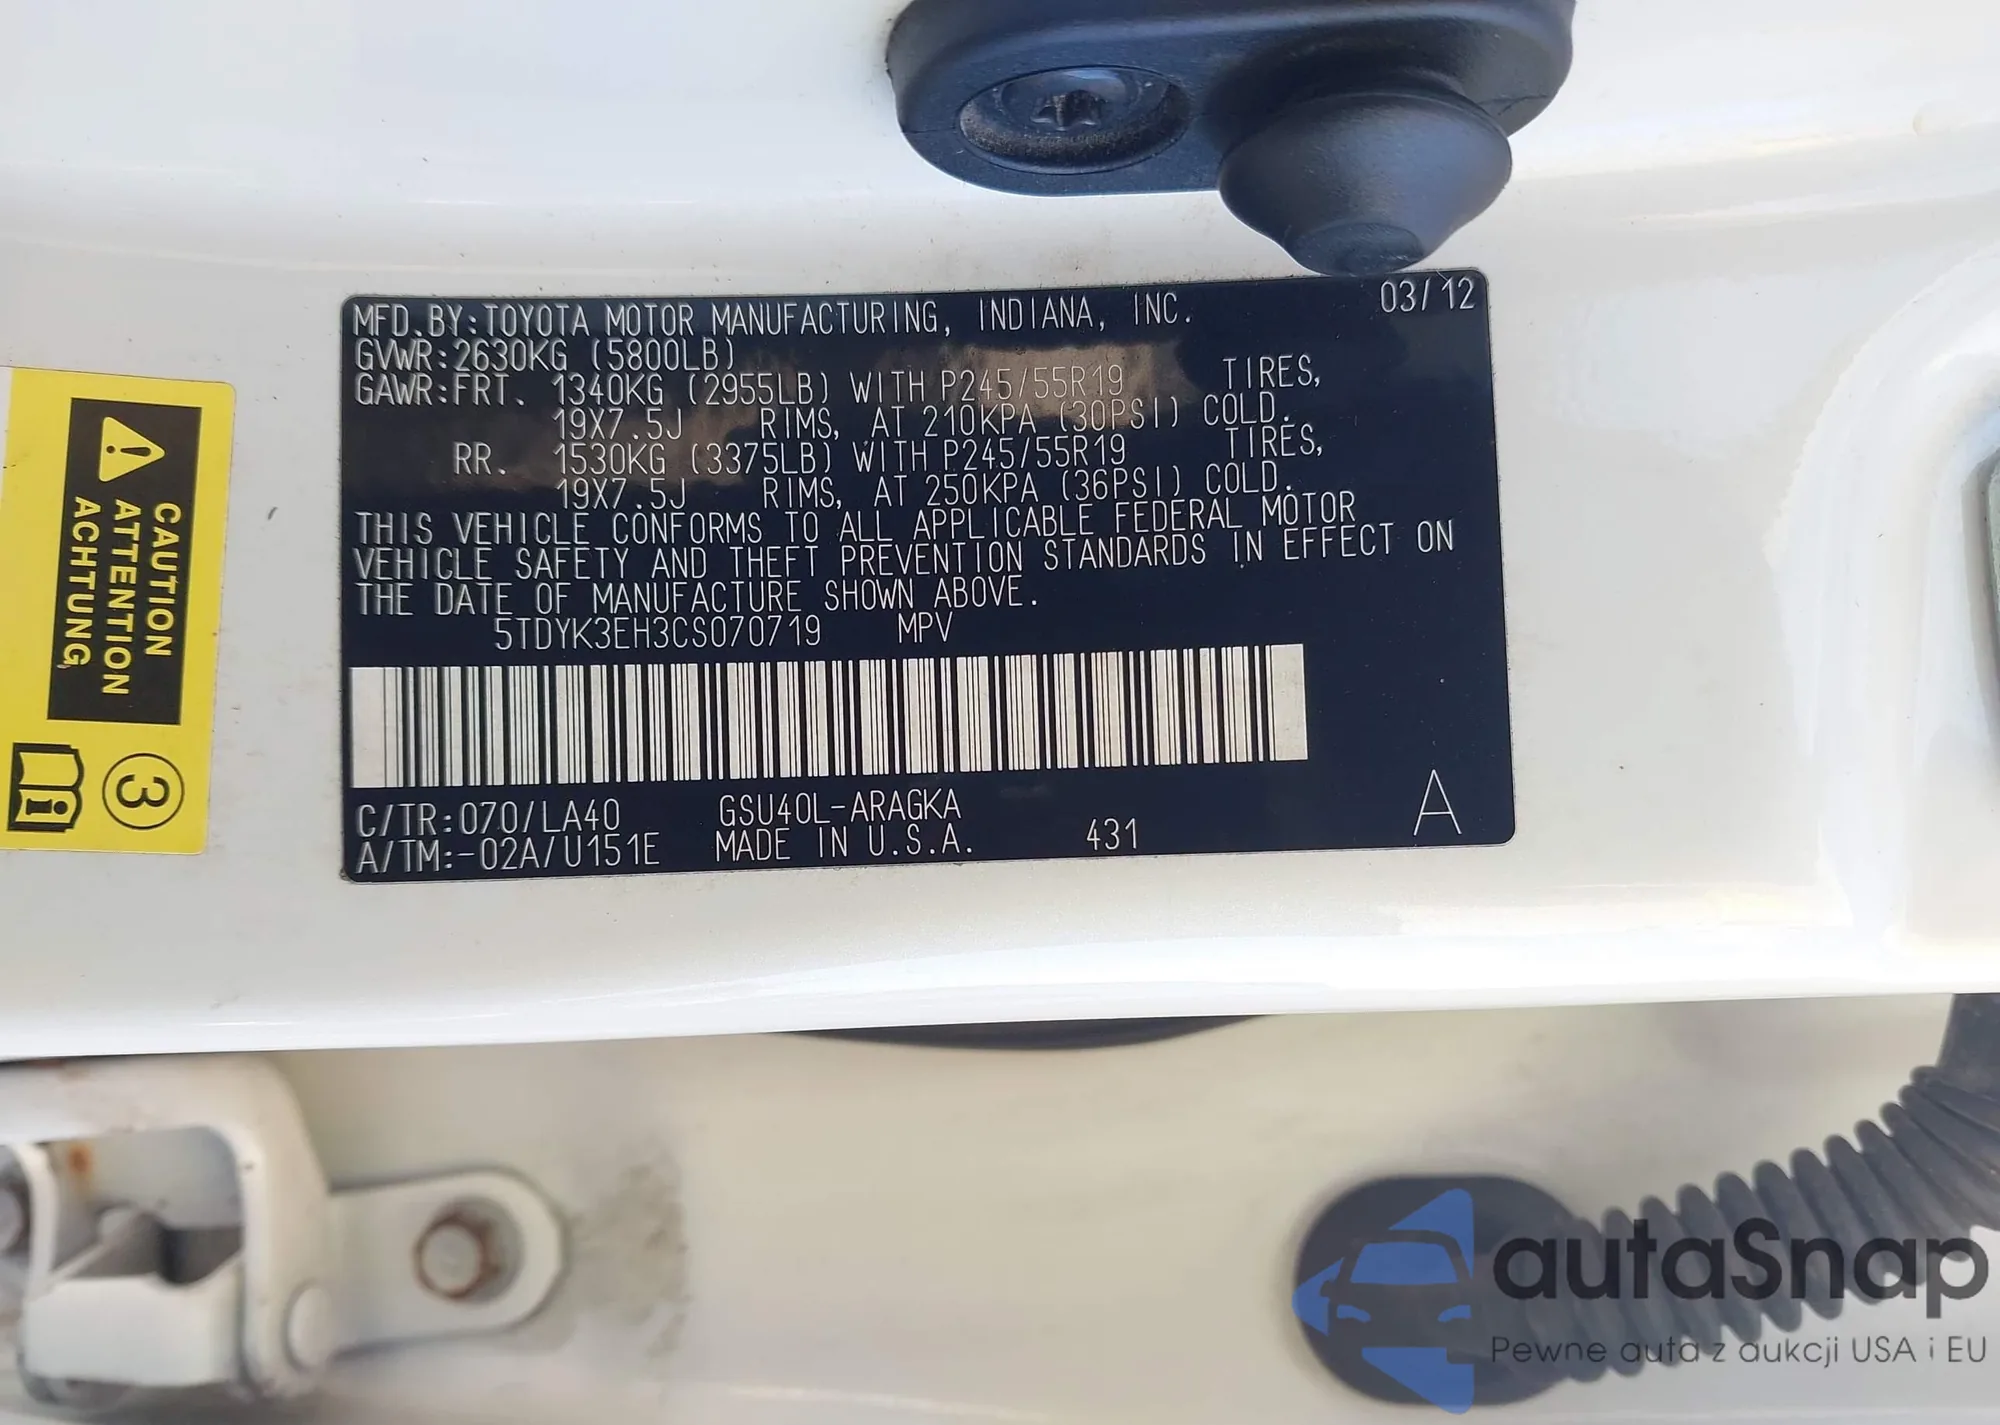 MFD.BY:TOYOTA MOTOR MANUFACTURING, INDIANA, INC. 03/12
GVWR:2630KG (5800LB)
GAWR:FRT. 1340KG (2955LB) WITH P245/55R19 TIRES,
19X7.5J RIMS, AT 210KPA (30PSI) COLD.
RR. 1530KG (3375LB) WITH P245/55R19 TIRES,
19X7.5J RIMS, AT 250KPA (36PSI) COLD.
THIS VEHICLE CONFORMS TO ALL APPLICABLE FEDERAL MOTOR
VEHICLE SAFETY AND THEFT PREVENTION STANDARDS IN EFFECT ON
THE DATE OF MANUFACTURE SHOWN ABOVE.
5TDYK3EH3CS070719 MPV
C/TR:070/LA40 GSU40L-ARAGKA
A/TM:-02A/U151E MADE IN U.S.A. 431 A
CAUTION
ATTENTION
ACHTUNG
3
i
autaSnap
Pewne auta z aukcji USA i EU